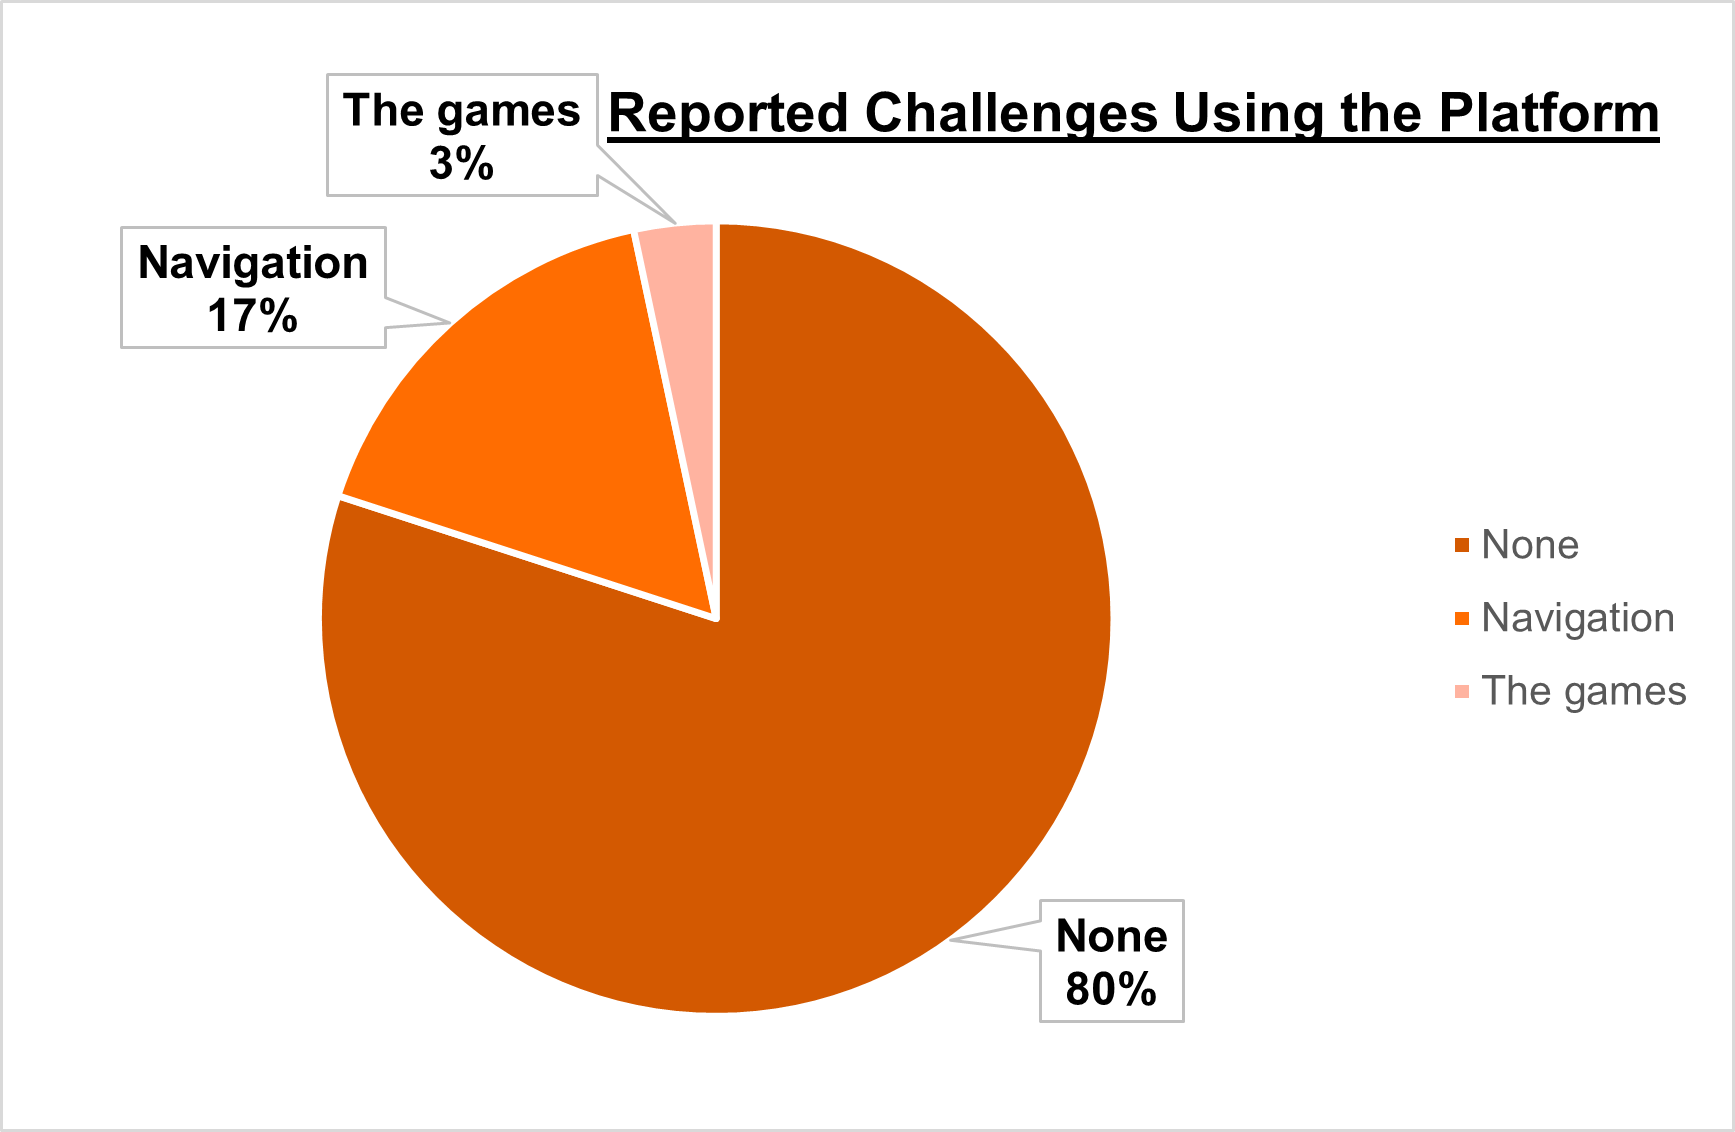 Reported Challenges Using the Platform
The games
3%
Navigation
17%
None
80%
None
Navigation
The games